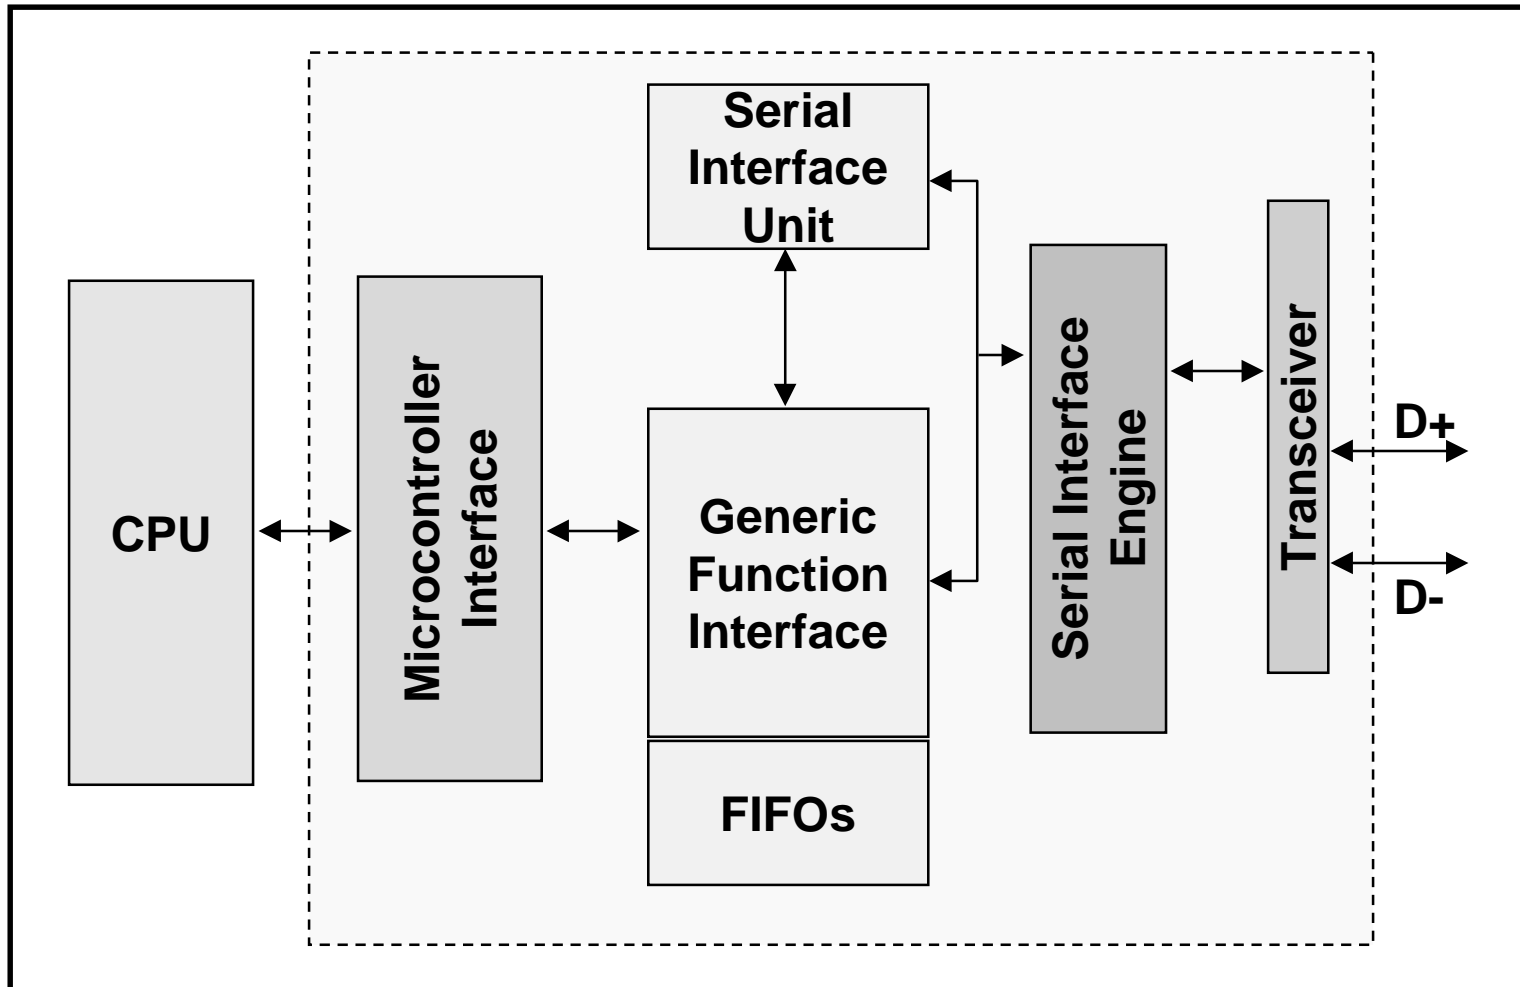 Serial
Interface
Unit
CPU
Microcontroller
Interface
Generic
Function
Interface
FIFOs
Serial Interface
Engine
Transceiver
D+
D-